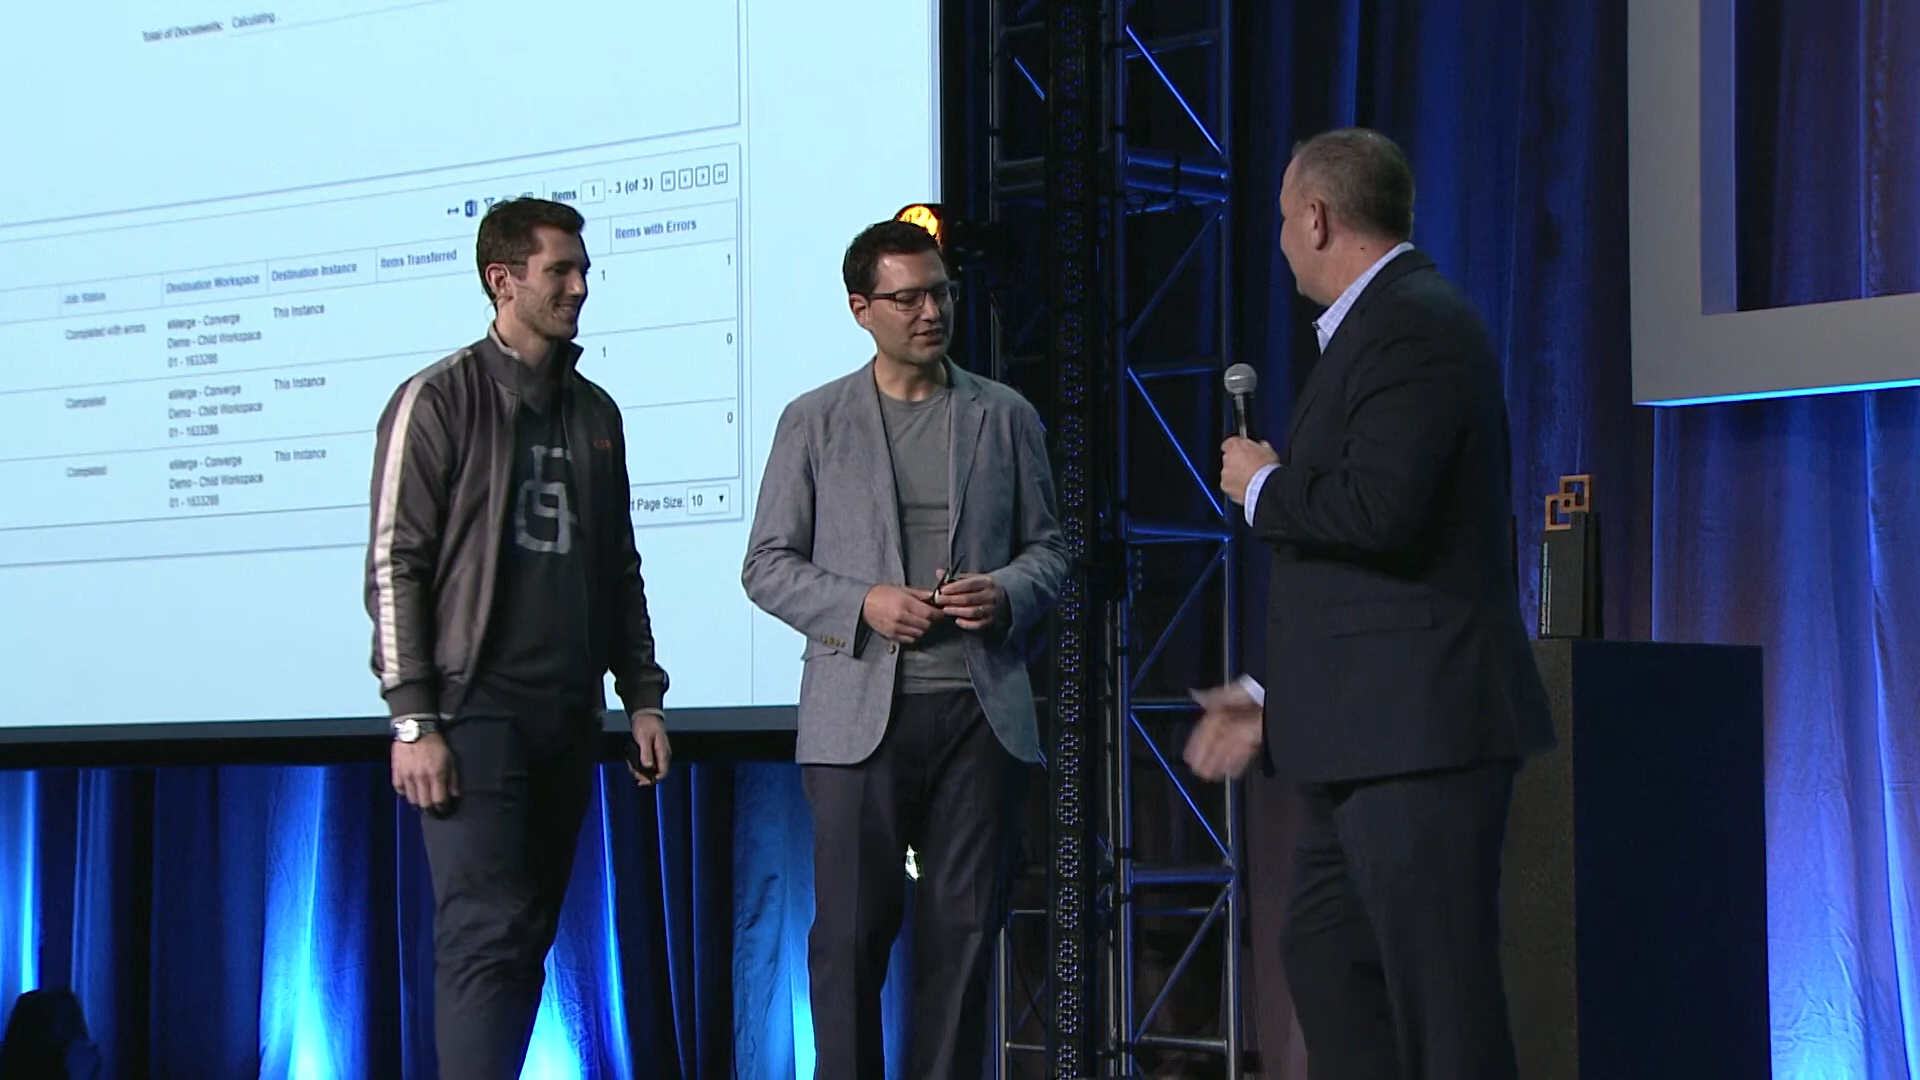 Total of Documents: Calculating...
Items 1 - 3 (of 3)
Job Status Destination Workspace Destination Instance Items Transferred Items with Errors
Completed with errors eMerge - Converge This Instance 1 1
Demo - Child Workspace
01 - 1633288
Completed eMerge - Converge This Instance 1 0
Demo - Child Workspace
01 - 1633288
Completed eMerge - Converge This Instance 0
Demo - Child Workspace
01 - 1633288
Page Size: 10